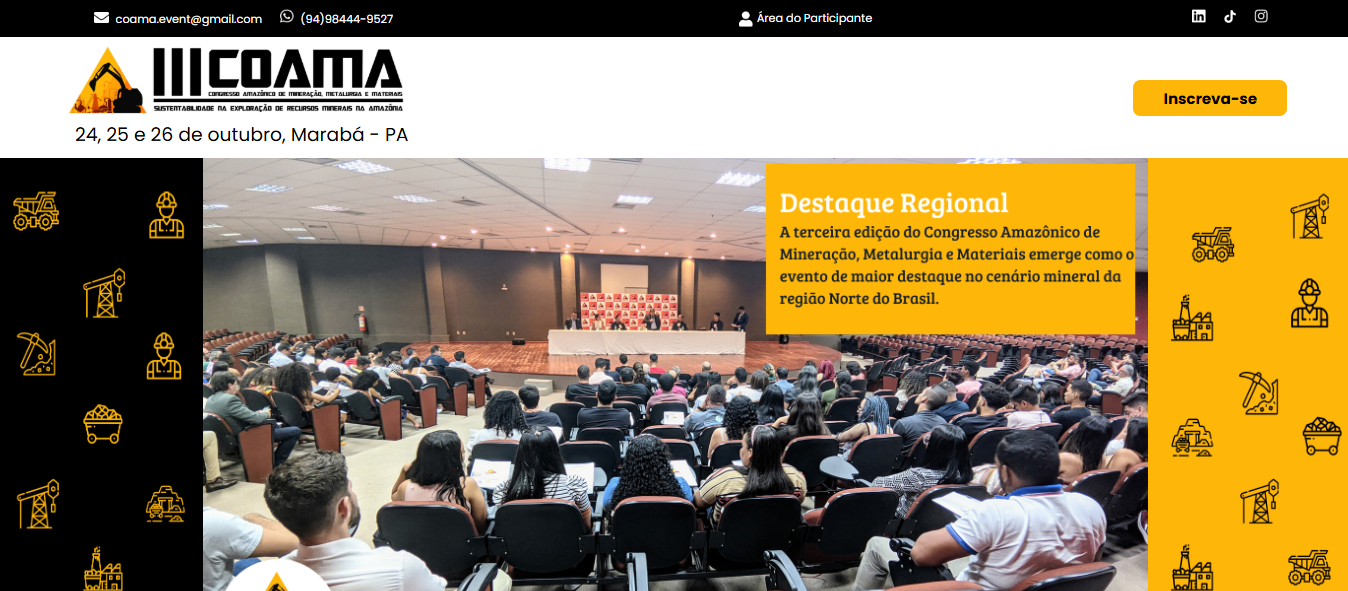 coama.event@gmail.com
(94)98444-9527
Área do Participante
III COAMA
CONGRESSO AMAZÔNICO DE MINERAÇÃO, METALURGIA E MATERIAIS
SUSTENTABILIDADE NA EXPLORAÇÃO DE RECURSOS MINERAIS NA AMAZÔNIA
24, 25 e 26 de outubro, Marabá - PA
Inscreva-se
Destaque Regional
A terceira edição do Congresso Amazônico de
Mineração, Metalurgia e Materiais emerge como o
evento de maior destaque no cenário mineral da
região Norte do Brasil.